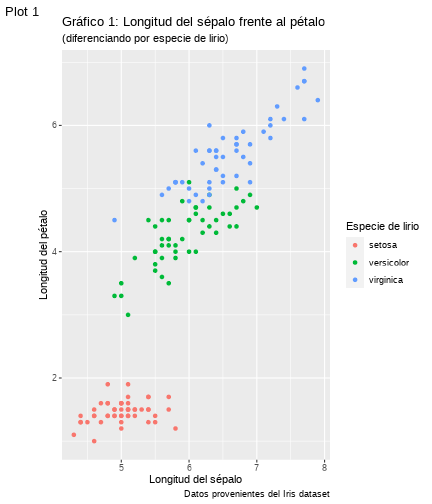 Plot 1
Gráfico 1: Longitud del sépalo frente al pétalo
(diferenciando por especie de lirio)
Longitud del pétalo
6
4
2
5
6
7
8
Longitud del sépalo
Especie de lirio
setosa
versicolor
virginica
Datos provenientes del Iris dataset